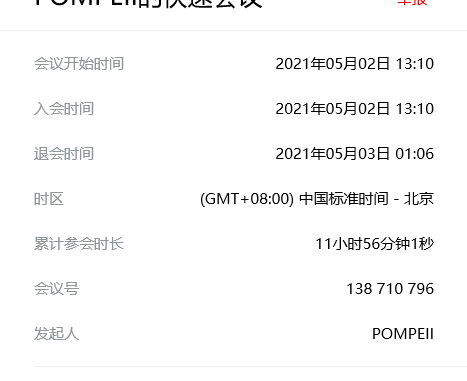 POMPEII的快速会议 举报
会议开始时间 2021年05月02日 13:10
入会时间 2021年05月02日 13:10
退会时间 2021年05月03日 01:06
时区 (GMT+08:00) 中国标准时间 - 北京
累计参会时长 11小时56分钟1秒
会议号 138 710 796
发起人 POMPEII